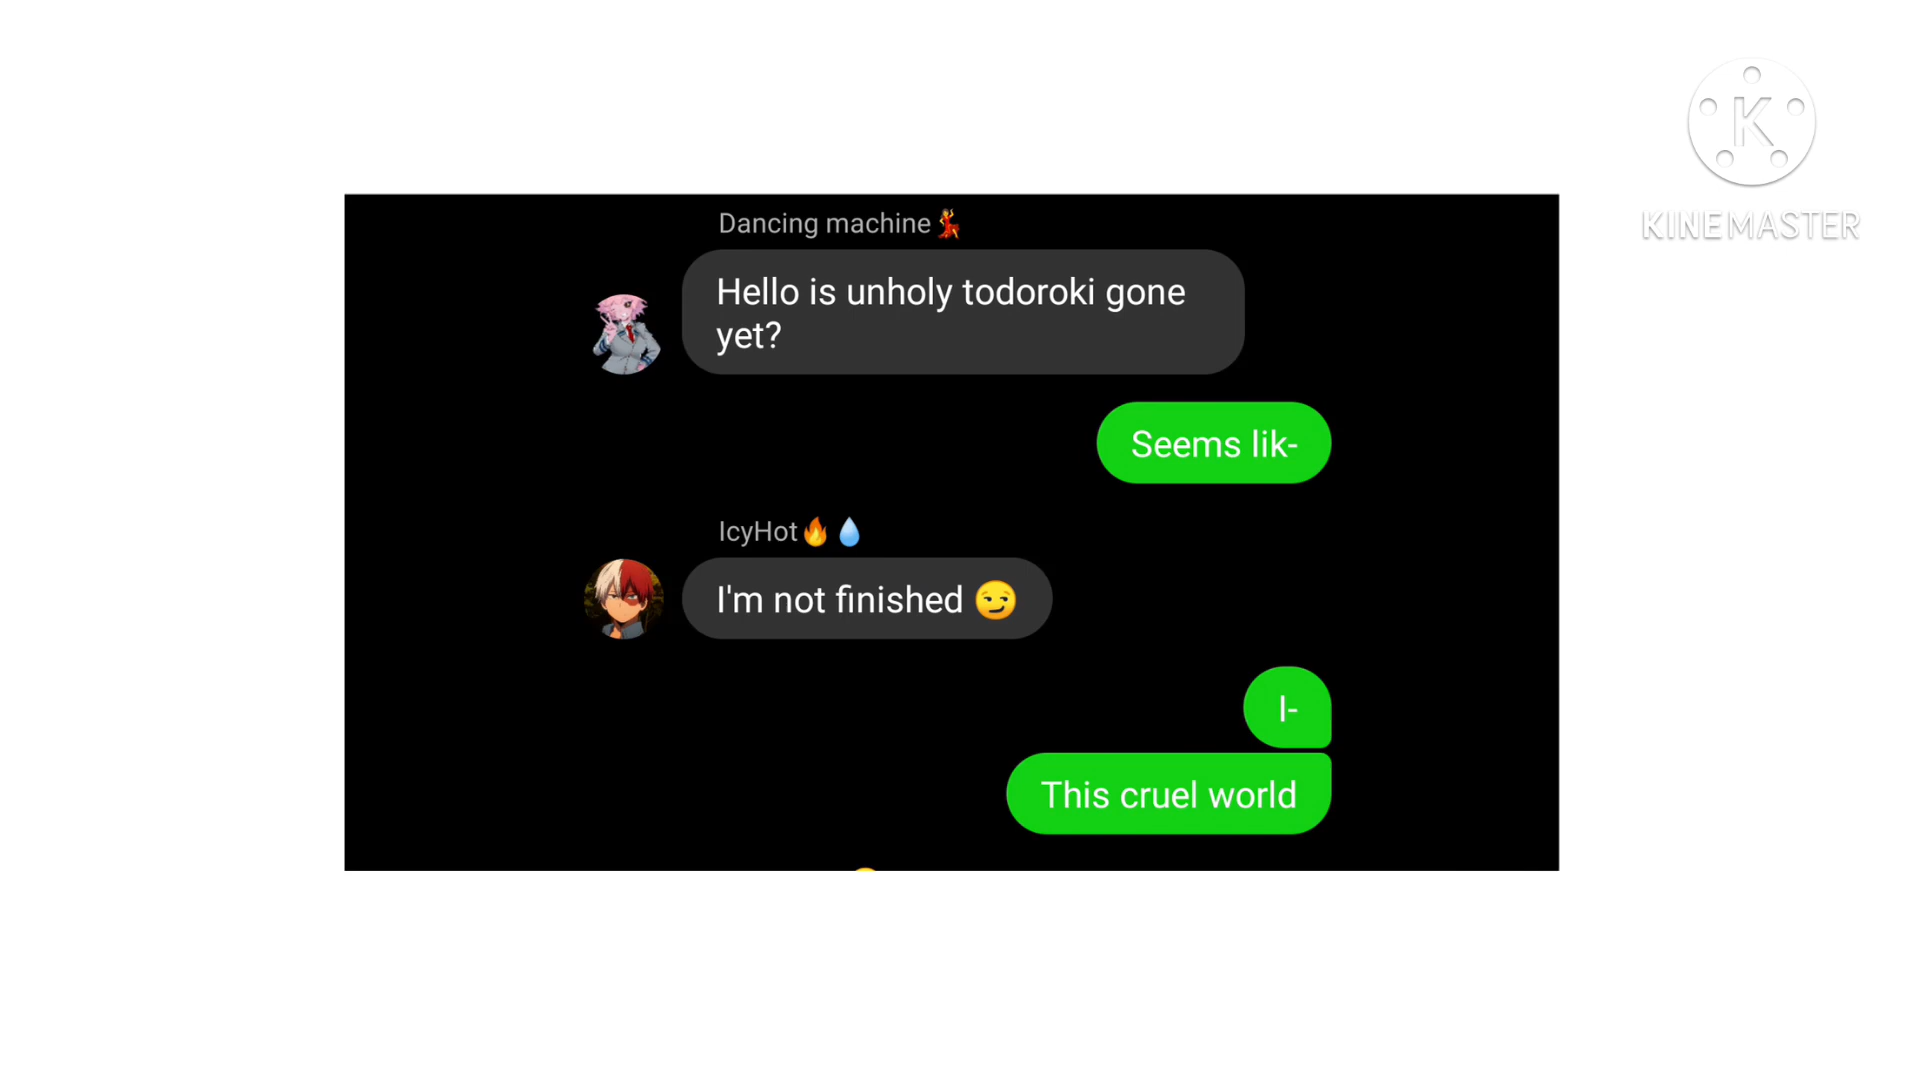 Dancing machine💃
Hello is unholy todoroki gone
yet?
Seems lik-
IcyHot🔥💧
I'm not finished 😏
I-
This cruel world
KINEMASTER